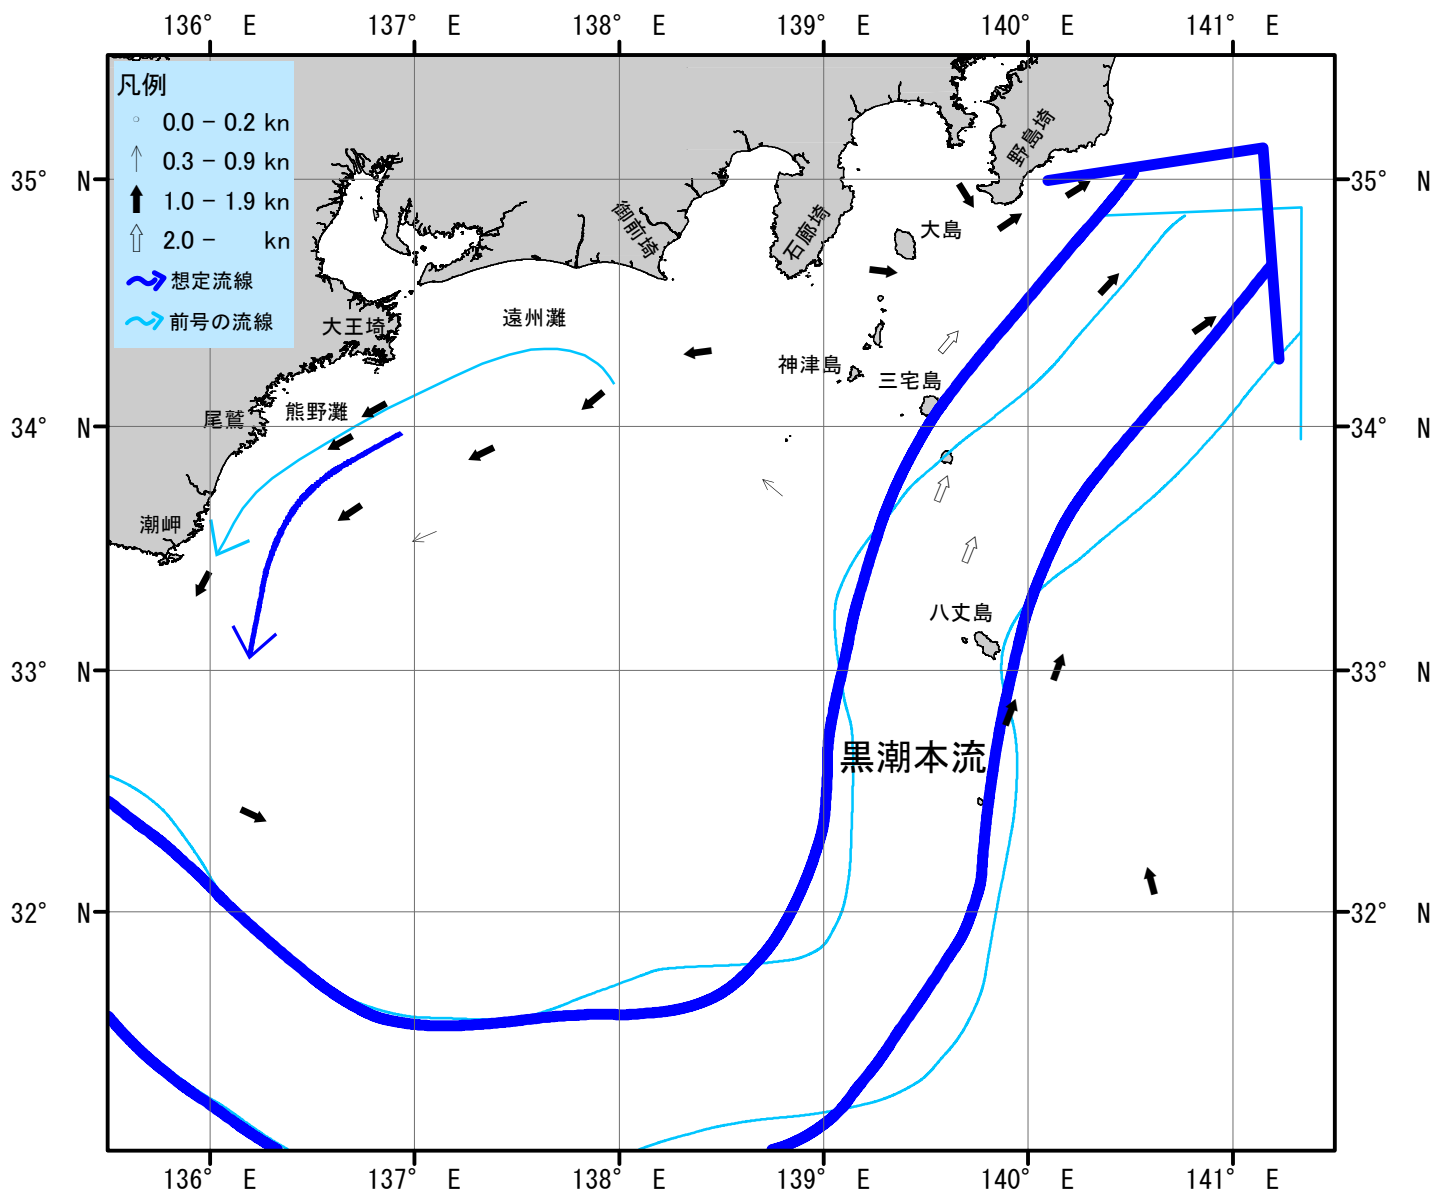 136° E 137° E 138° E 139° E 140° E 141° E
凡例
0.0 - 0.2 kn
0.3 - 0.9 kn
1.0 - 1.9 kn
2.0 - kn
想定流線
前号の流線
35° N
35° N
野島埼
御前埼
石廊埼
大島
大王埼
遠州灘
神津島
三宅島
尾鷲
熊野灘
34° N
34° N
潮岬
八丈島
33° N
33° N
黒潮本流
32° N
32° N
136° E 137° E 138° E 139° E 140° E 141° E